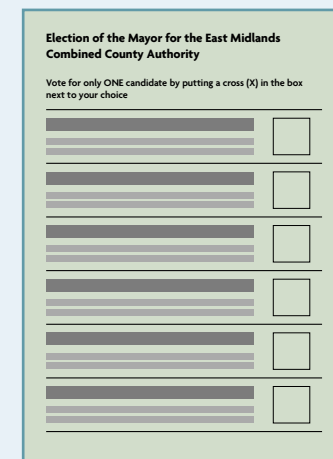 Election of the Mayor for the East Midlands
Combined County Authority
Vote for only ONE candidate by putting a cross (X) in the box
next to your choice